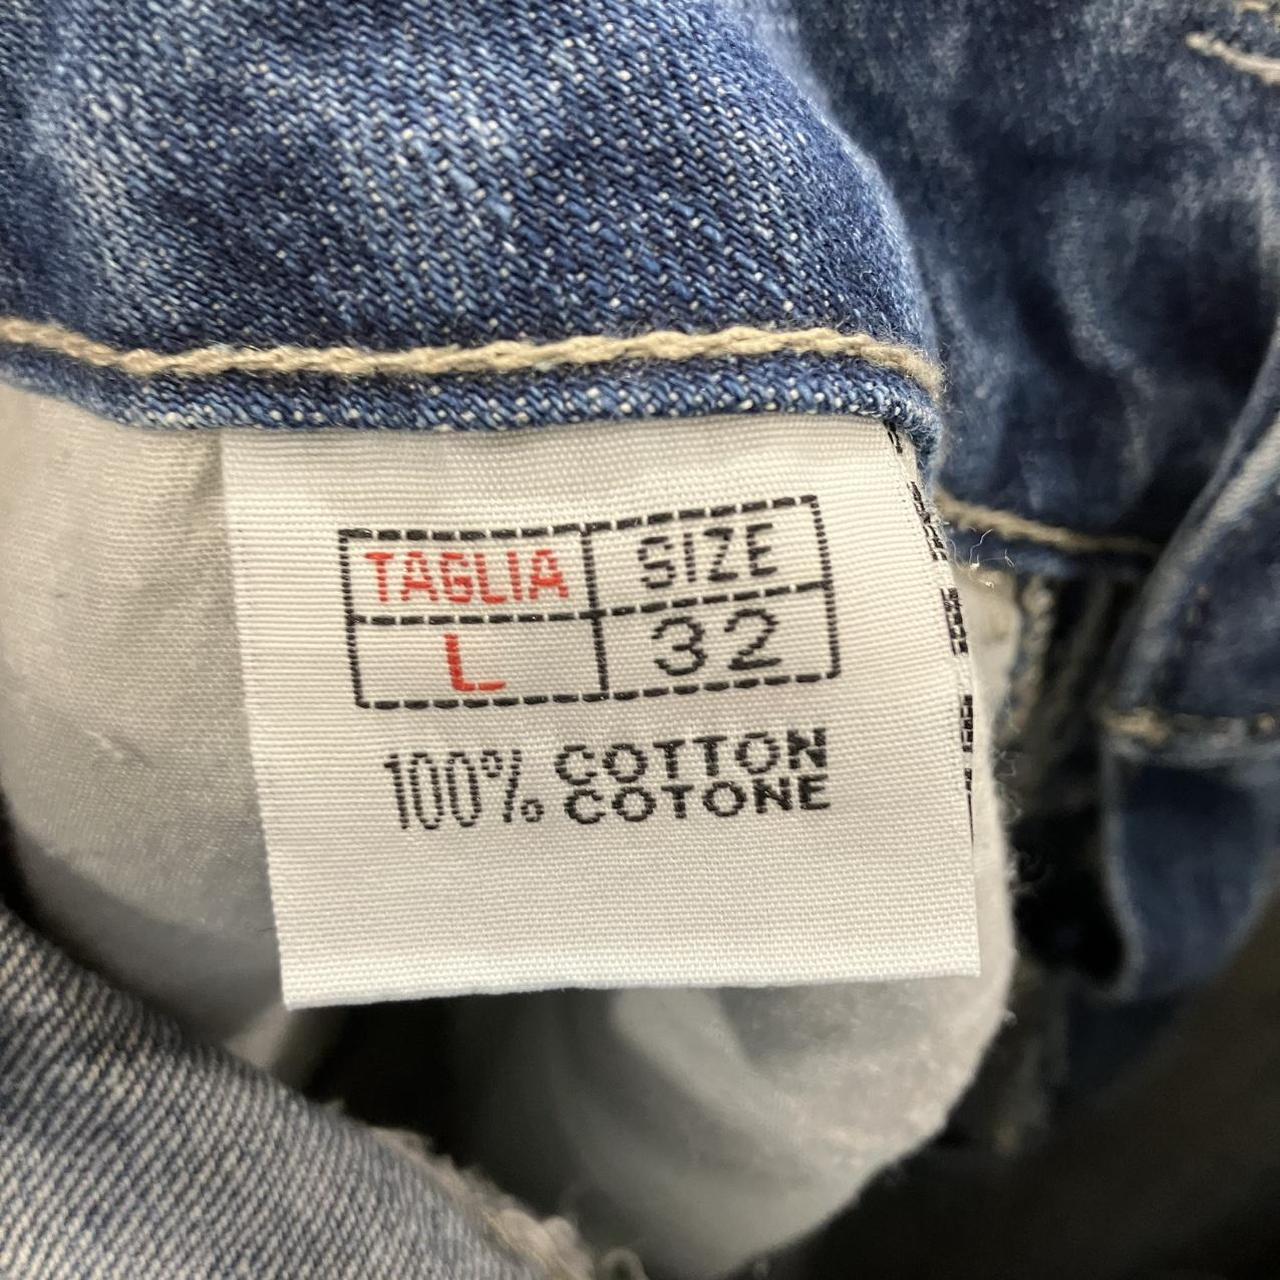 TAGLIA SIZE
L 32
100% COTTON
COTONE